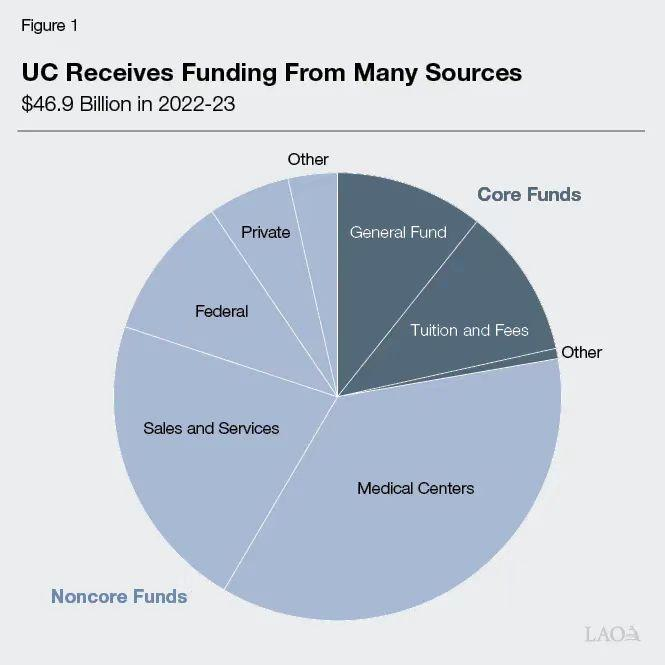 Figure 1
UC Receives Funding From Many Sources
$46.9 Billion in 2022-23
Other
Core Funds
Private
General Fund
Federal
Tuition and Fees
Other
Sales and Services
Medical Centers
Noncore Funds
LAO